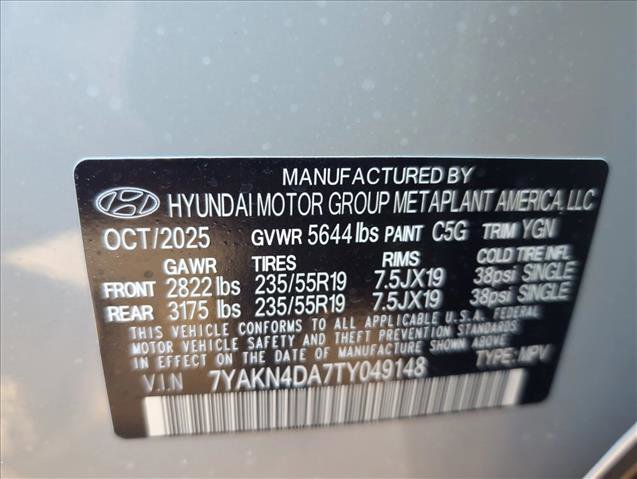 MANUFACTURED BY
HYUNDAI MOTOR GROUP METAPLANT AMERICA, LLC
OCT/2025 GVWR 5644 lbs PAINT C5G TRIM YGN
GAWR TIRES RIMS COLD TIRE INFL
FRONT 2822 lbs 235/55R19 7.5JX19 38psi SINGLE
REAR 3175 lbs 235/55R19 7.5JX19 38psi SINGLE
THIS VEHICLE CONFORMS TO ALL APPLICABLE U.S.A. FEDERAL
MOTOR VEHICLE SAFETY STANDARDS IN EFFECT ON THE
DATE OF MANUFACTURE SHOWN ABOVE.
V.I.N 7YAKN4DA7TY049148 TYPE: MPV